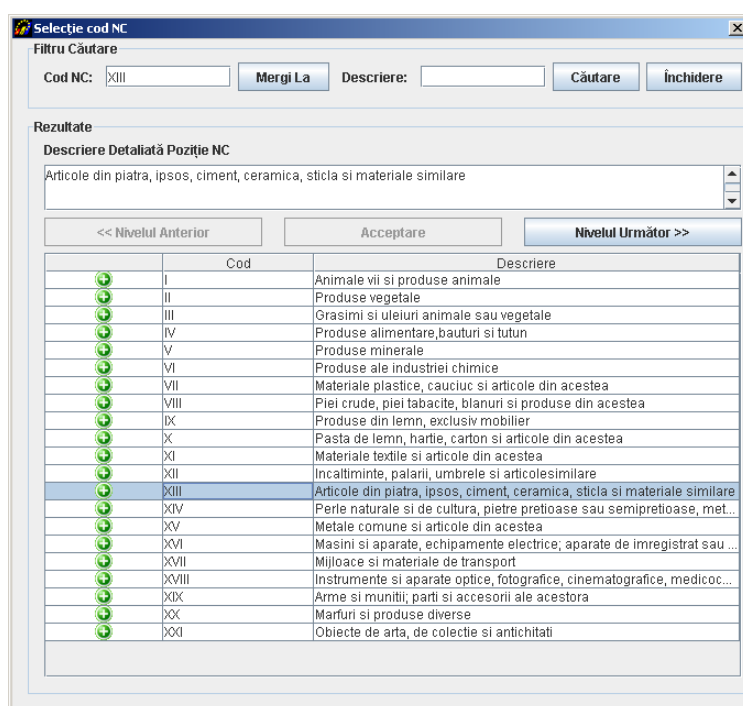 Selecție cod NC
Filtru Căutare
Cod NC: XIII Mergi La Descriere: Căutare Închidere
Rezultate
Descriere Detaliată Poziție NC
Articole din piatra, ipsos, ciment, ceramica, sticla si materiale similare
<< Nivelul Anterior Acceptare Nivelul Următor >>
Cod Descriere
I Animale vii si produse animale
II Produse vegetale
III Grasimi si uleiuri animale sau vegetale
IV Produse alimentare,bauturi si tutun
V Produse minerale
VI Produse ale industriei chimice
VII Materiale plastice, cauciuc si articole din acestea
VIII Piei crude, piei tabacite, blanuri si produse din acestea
IX Produse din lemn, exclusiv mobilier
X Pasta de lemn, hartie, carton si articole din acestea
XI Materiale textile si articole din acestea
XII Incaltiminte, palarii, umbrele si articolesimilare
XIII Articole din piatra, ipsos, ciment, ceramica, sticla si materiale similare
XIV Perle naturale si de cultura, pietre pretioase sau semipretioase, met...
XV Metale comune si articole din acestea
XVI Masini si aparate, echipamente electrice; aparate de imregistrat sau ...
XVII Mijloace si materiale de transport
XVIII Instrumente si aparate optice, fotografice, cinematografice, medicoc...
XIX Arme si munitii; parti si accesorii ale acestora
XX Marfuri si produse diverse
XXI Obiecte de arta, de colectie si antichitati